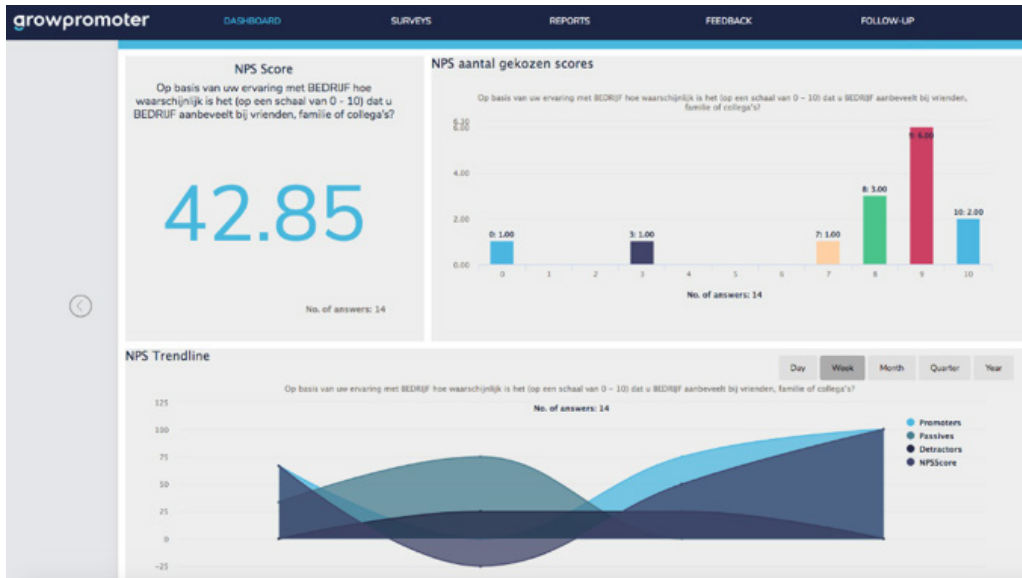 growpromoter
DASHBOARD
SURVEYS
REPORTS
FEEDBACK
FOLLOW-UP
NPS Score
Op basis van uw ervaring met BEDRIJF hoe
waarschijnlijk is het (op een schaal van 0 - 10) dat u
BEDRIJF aanbeveelt bij vrienden, familie of collega's?
42.85
No. of answers: 14
NPS aantal gekozen scores
Op basis van uw ervaring met BEDRIJF hoe waarschijnlijk is het (op een schaal van 0 – 10) dat u BEDRIJF aanbeveelt bij vrienden,
familie of collega's?
6.30
6.00
4.00
2.00
0.00
0: 1.00
3: 1.00
7: 1.00
8: 3.00
9: 6.00
10: 2.00
0 1 2 3 4 5 6 7 8 9 10
No. of answers: 14
NPS Trendline
Day
Week
Month
Quarter
Year
Op basis van uw ervaring met BEDRIJF hoe waarschijnlijk is het (op een schaal van 0 – 10) dat u BEDRIJF aanbeveelt bij vrienden, familie of collega's?
No. of answers: 14
125
100
75
50
25
0
-25
Promoters
Passives
Detractors
NPSScore